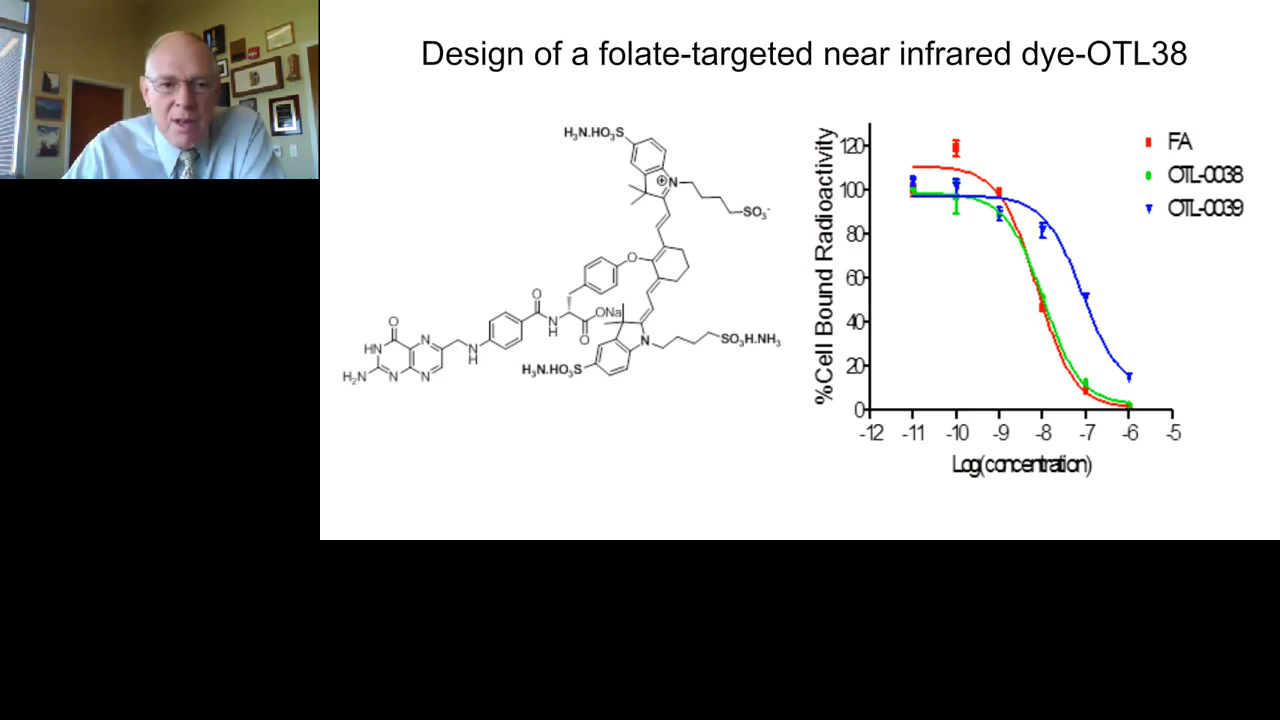 Design of a folate-targeted near infrared dye-OTL38
H₃N.HO₃S
N
SO₃⁻
O
O
N
H
ONa
O
O
HN
H₂N
N
N
N
N
H
N
SO₃H.NH₃
H₃N.HO₃S
%Cell Bound Radioactivity
120
100
80
60
40
20
0
-12 -11 -10 -9 -8 -7 -6 -5
Log(concentration)
FA
OTL-0038
OTL-0039